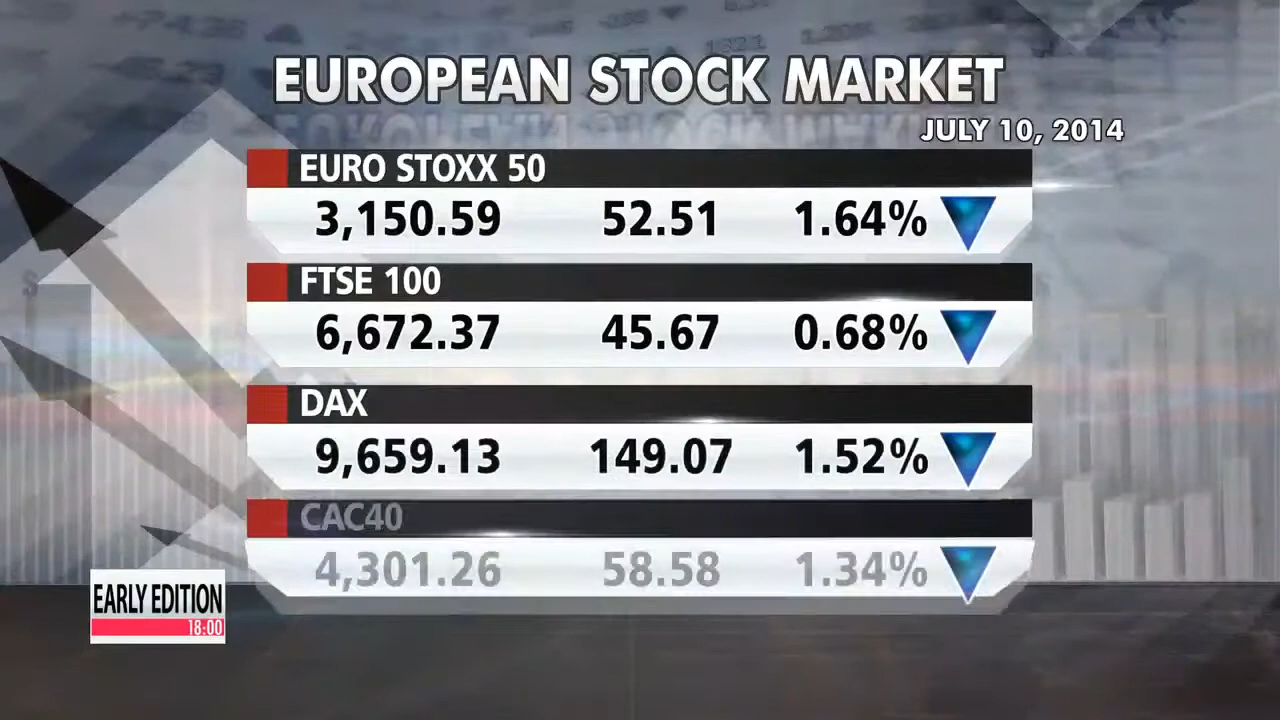 EUROPEAN STOCK MARKET
JULY 10, 2014
EURO STOXX 50
3,150.59 52.51 1.64%
FTSE 100
6,672.37 45.67 0.68%
DAX
9,659.13 149.07 1.52%
CAC40
4,301.26 58.58 1.34%
EARLY EDITION
18:00